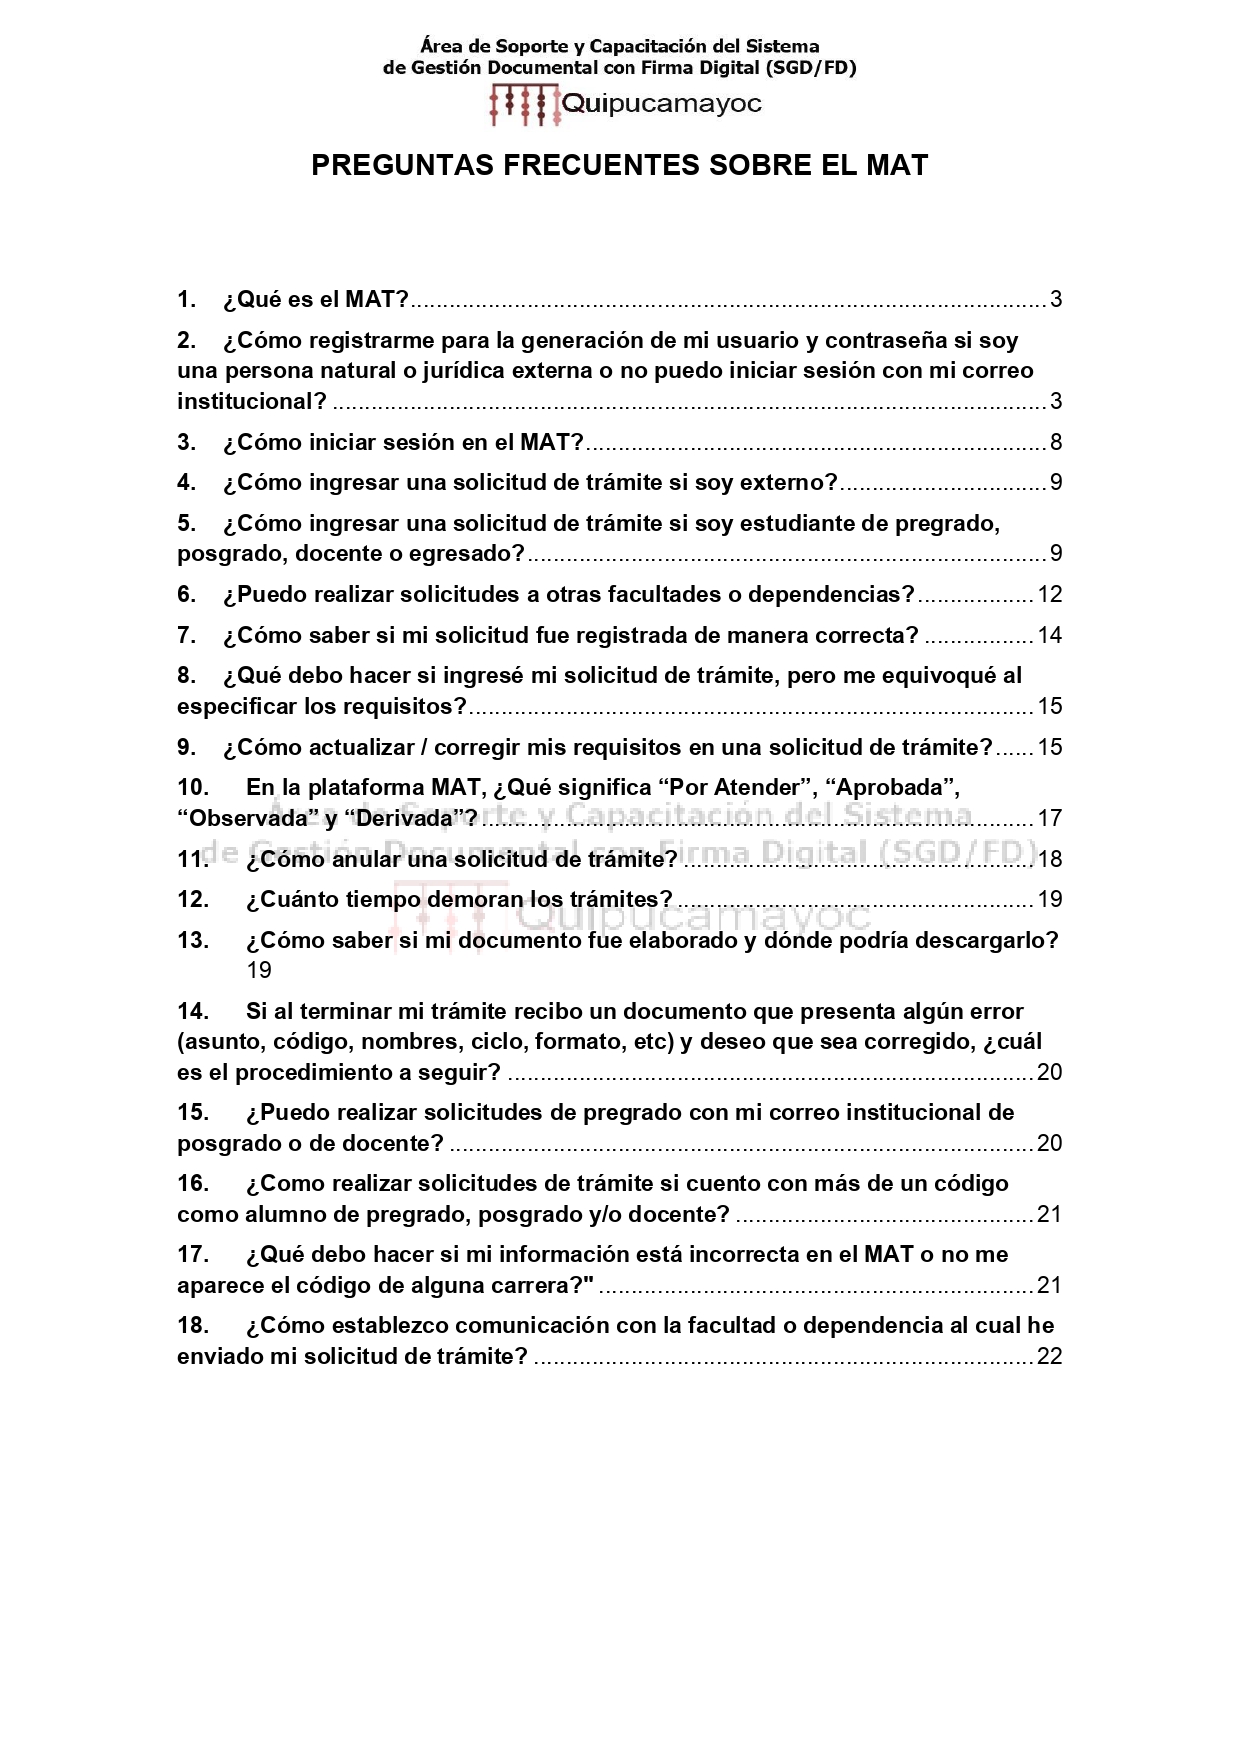 Área de Soporte y Capacitación del Sistema
de Gestión Documental con Firma Digital (SGD/FD)
Quipucamayoc
PREGUNTAS FRECUENTES SOBRE EL MAT
1. ¿Qué es el MAT?.................................................................................................. 3
2. ¿Cómo registrarme para la generación de mi usuario y contraseña si soy
una persona natural o jurídica externa o no puedo iniciar sesión con mi correo
institucional? .............................................................................................................. 3
3. ¿Cómo iniciar sesión en el MAT?....................................................................... 8
4. ¿Cómo ingresar una solicitud de trámite si soy externo?................................ 9
5. ¿Cómo ingresar una solicitud de trámite si soy estudiante de pregrado,
posgrado, docente o egresado?................................................................................ 9
6. ¿Puedo realizar solicitudes a otras facultades o dependencias?.................. 12
7. ¿Cómo saber si mi solicitud fue registrada de manera correcta? ................. 14
8. ¿Qué debo hacer si ingresé mi solicitud de trámite, pero me equivoqué al
especificar los requisitos?....................................................................................... 15
9. ¿Cómo actualizar / corregir mis requisitos en una solicitud de trámite?...... 15
10. En la plataforma MAT, ¿Qué significa “Por Atender”, “Aprobada”,
“Observada” y “Derivada”?..................................................................................... 17
11. ¿Cómo anular una solicitud de trámite? ...................................................... 18
12. ¿Cuánto tiempo demoran los trámites? ....................................................... 19
13. ¿Cómo saber si mi documento fue elaborado y dónde podría descargarlo?
19
14. Si al terminar mi trámite recibo un documento que presenta algún error
(asunto, código, nombres, ciclo, formato, etc) y deseo que sea corregido, ¿cuál
es el procedimiento a seguir? ................................................................................. 20
15. ¿Puedo realizar solicitudes de pregrado con mi correo institucional de
posgrado o de docente? .......................................................................................... 20
16. ¿Como realizar solicitudes de trámite si cuento con más de un código
como alumno de pregrado, posgrado y/o docente? .............................................. 21
17. ¿Qué debo hacer si mi información está incorrecta en el MAT o no me
aparece el código de alguna carrera?" ................................................................... 21
18. ¿Cómo establezco comunicación con la facultad o dependencia al cual he
enviado mi solicitud de trámite? ............................................................................. 22
Área de Soporte y Capacitación del Sistema
de Gestión Documental con Firma Digital (SGD/FD)
Quipucamayoc